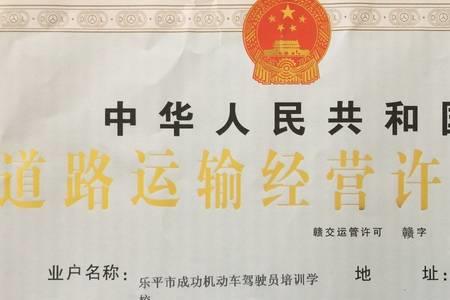 中华人民共和国
道路运输经营许
赣交运管许可 赣字
业户名称: 乐平市成功机动车驾驶员培训学 地 址:
校